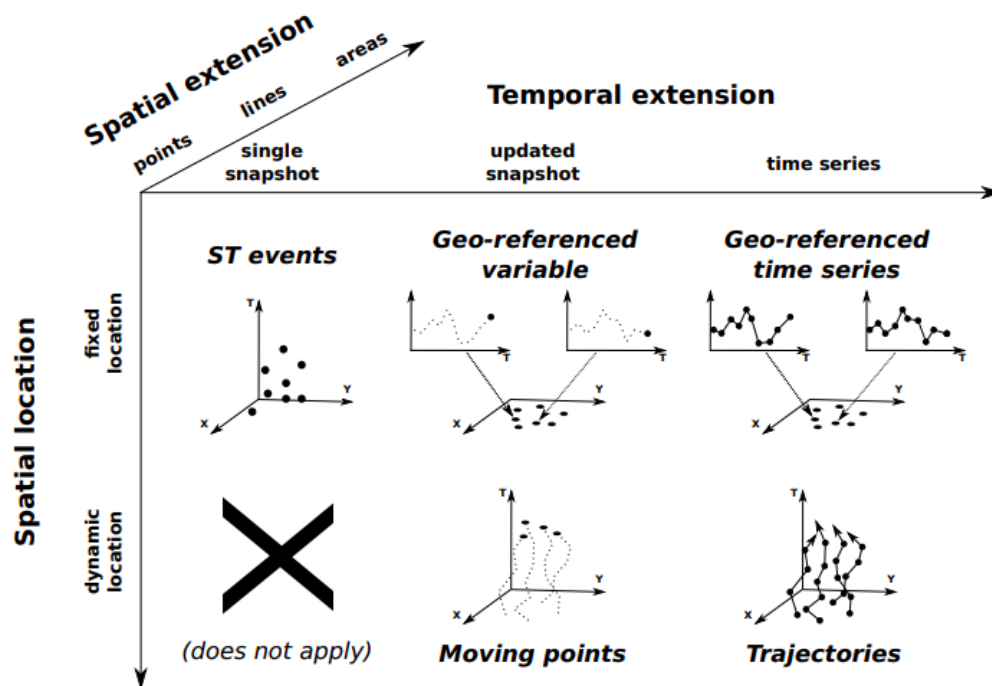 Spatial extension
points
lines
areas
Temporal extension
single
snapshot
updated
snapshot
time series
Spatial location
fixed
location
ST events
T
Y
X
Geo-referenced
variable
T
T
Y
X
Geo-referenced
time series
T
T
Y
X
dynamic
location
(does not apply)
T
Y
X
Moving points
T
Y
X
Trajectories